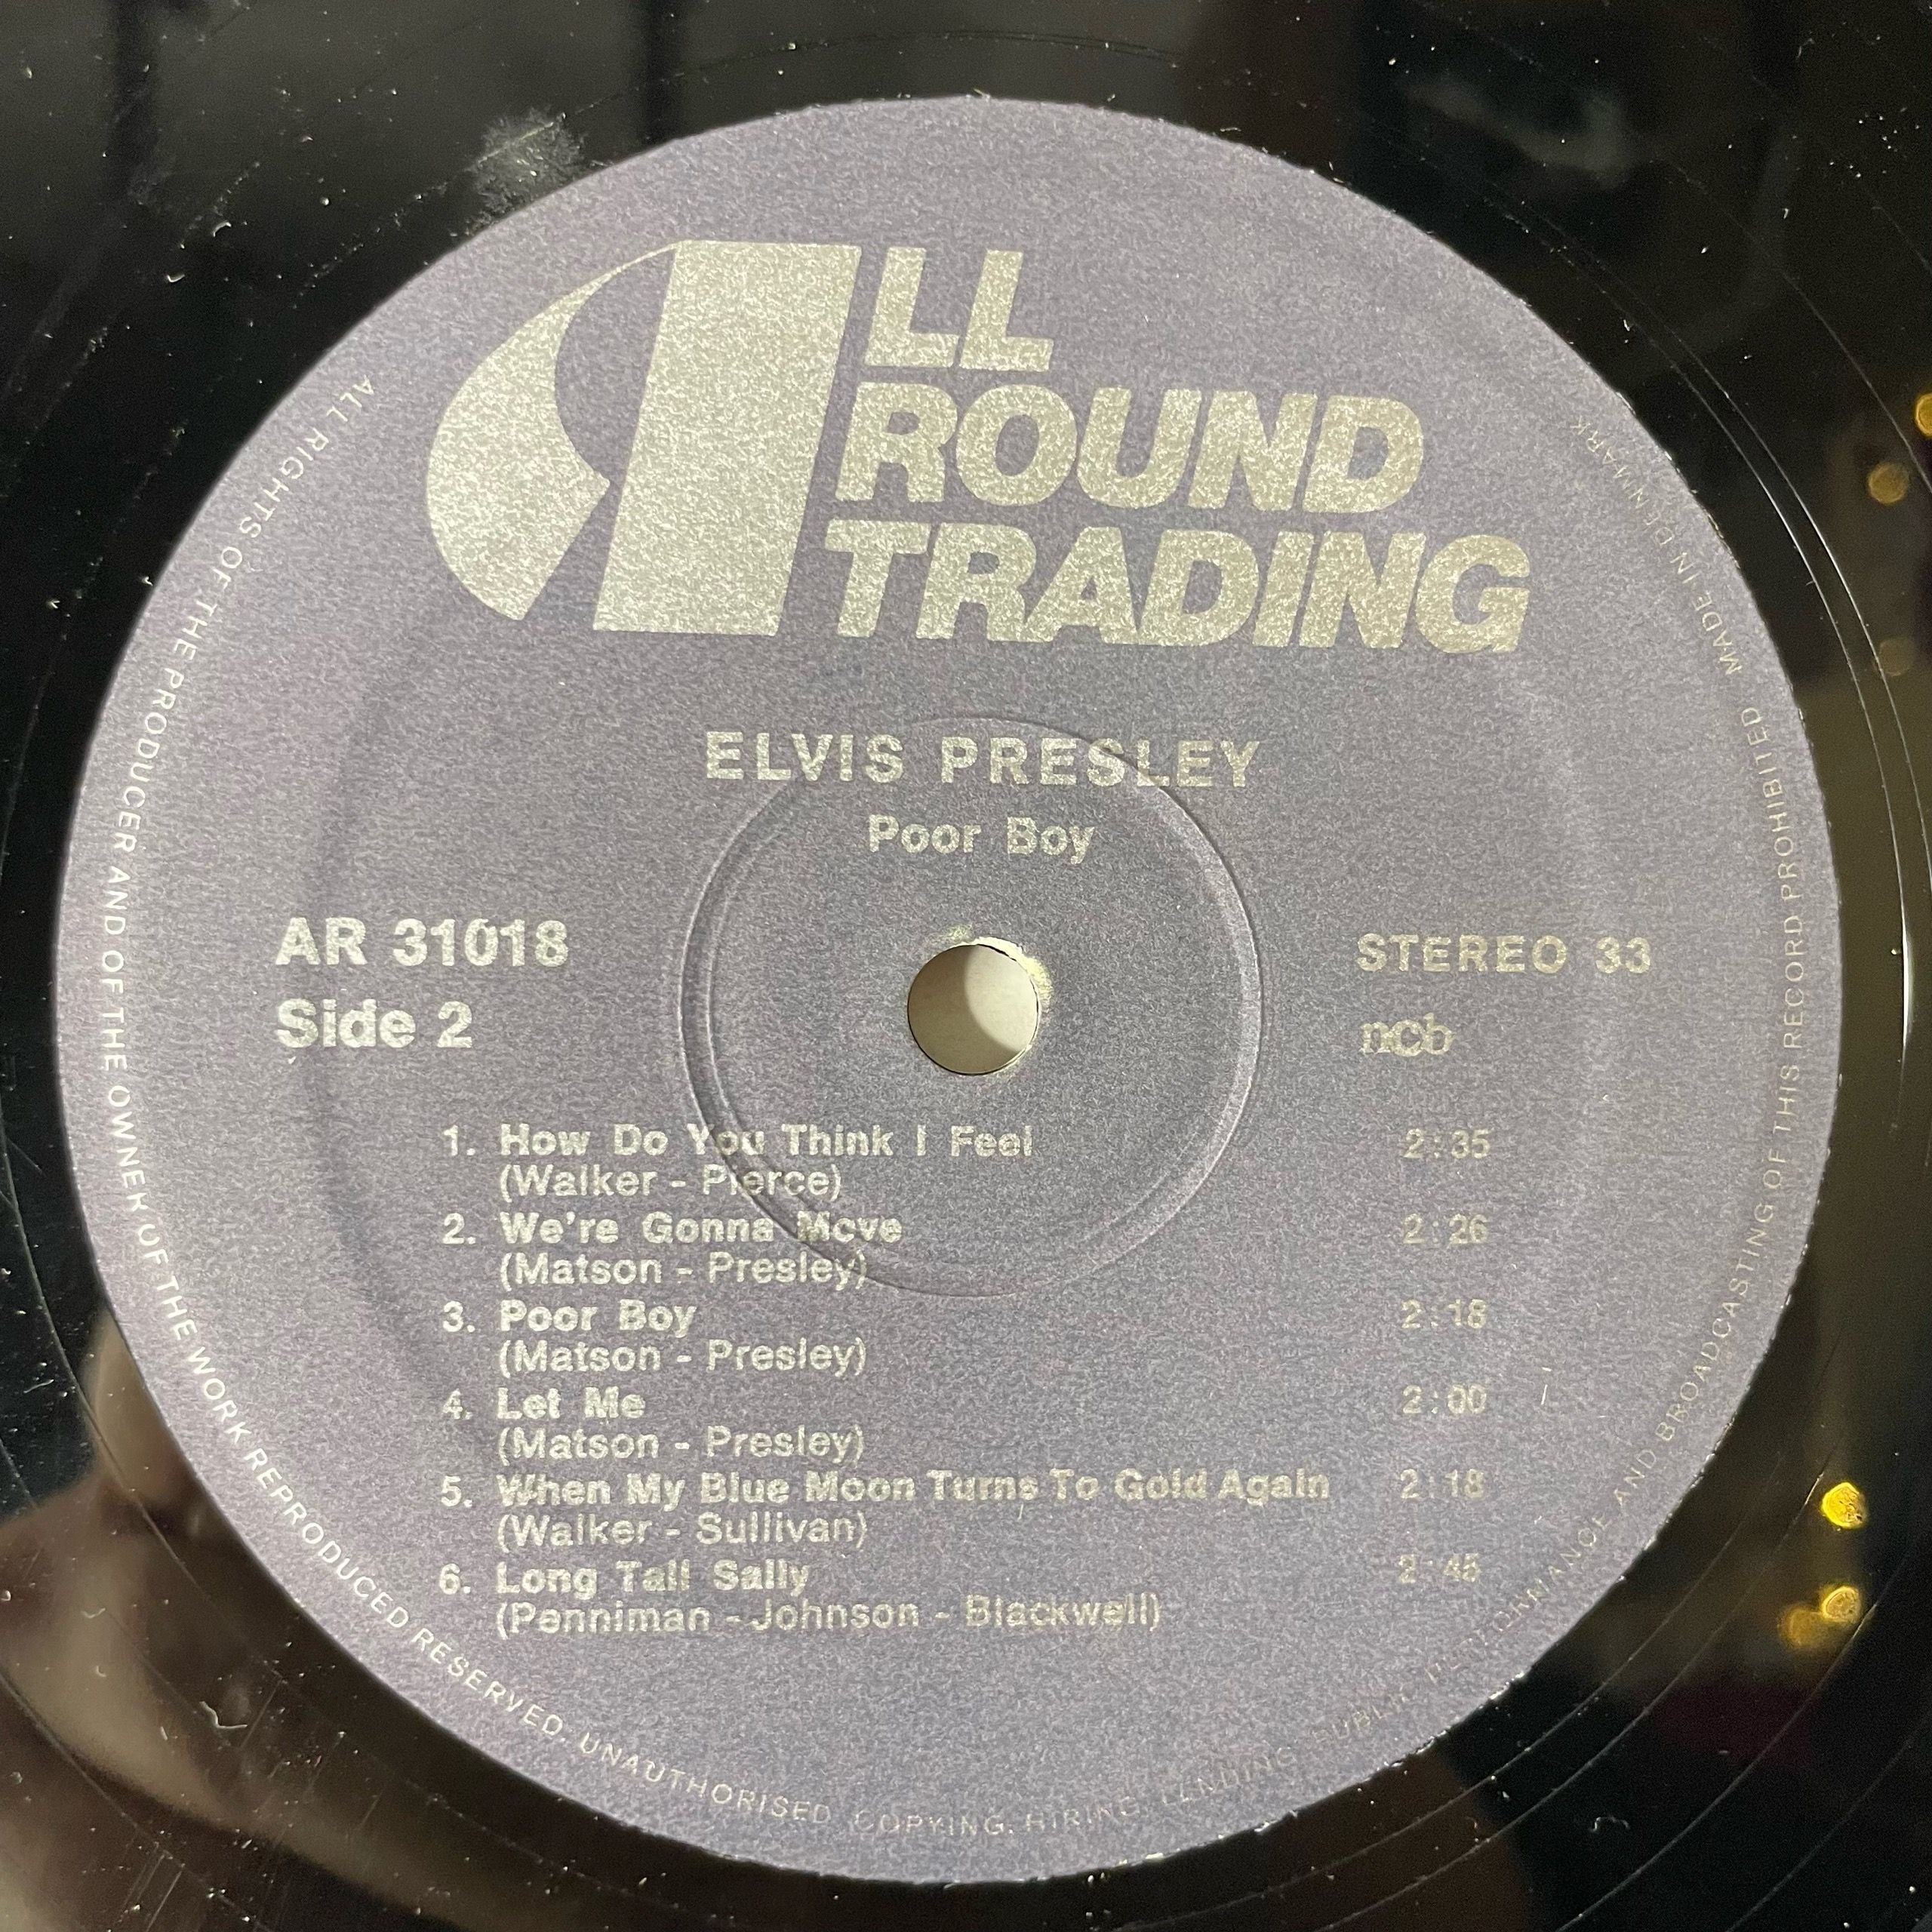 ALL
ROUND
TRADING
ELVIS PRESLEY
Poor Boy
AR 31018
Side 2
STEREO 33
ncb
1. How Do You Think I Feel 2:35
(Walker - Pierce)
2. We're Gonna Move 2:26
(Matson - Presley)
3. Poor Boy 2:18
(Matson - Presley)
4. Let Me 2:00
(Matson - Presley)
5. When My Blue Moon Turns To Gold Again 2:18
(Walker - Sullivan)
6. Long Tall Sally
(Penniman - Johnson - Blackwell)
ALL RIGHTS OF THE PRODUCER AND OF THE OWNER OF THE WORK REPRODUCED RESERVED. UNAUTHORISED COPYING, HIRING, LENDING, PUBLIC PERFORMANCE AND BROADCASTING OF THIS RECORD PROHIBITED. MADE IN DENMARK